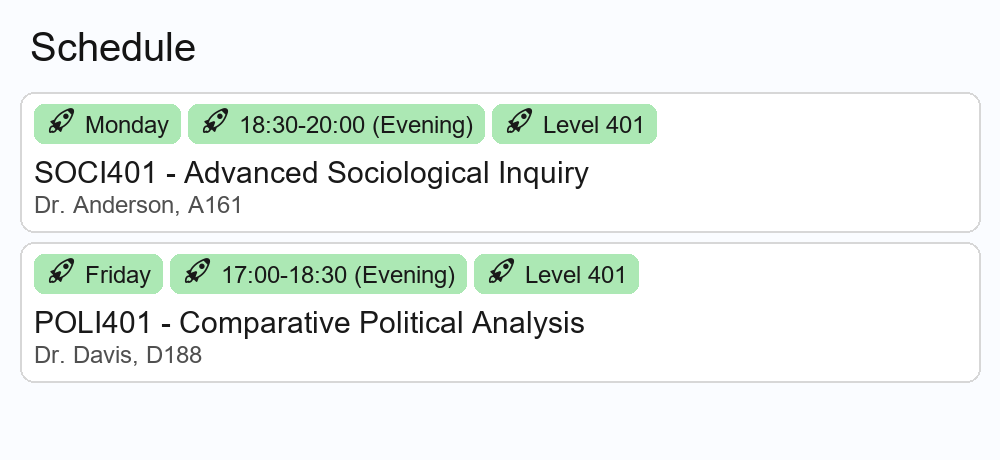 Schedule
Monday 18:30-20:00 (Evening) Level 401
SOCI401 - Advanced Sociological Inquiry
Dr. Anderson, A161
Friday 17:00-18:30 (Evening) Level 401
POLI401 - Comparative Political Analysis
Dr. Davis, D188